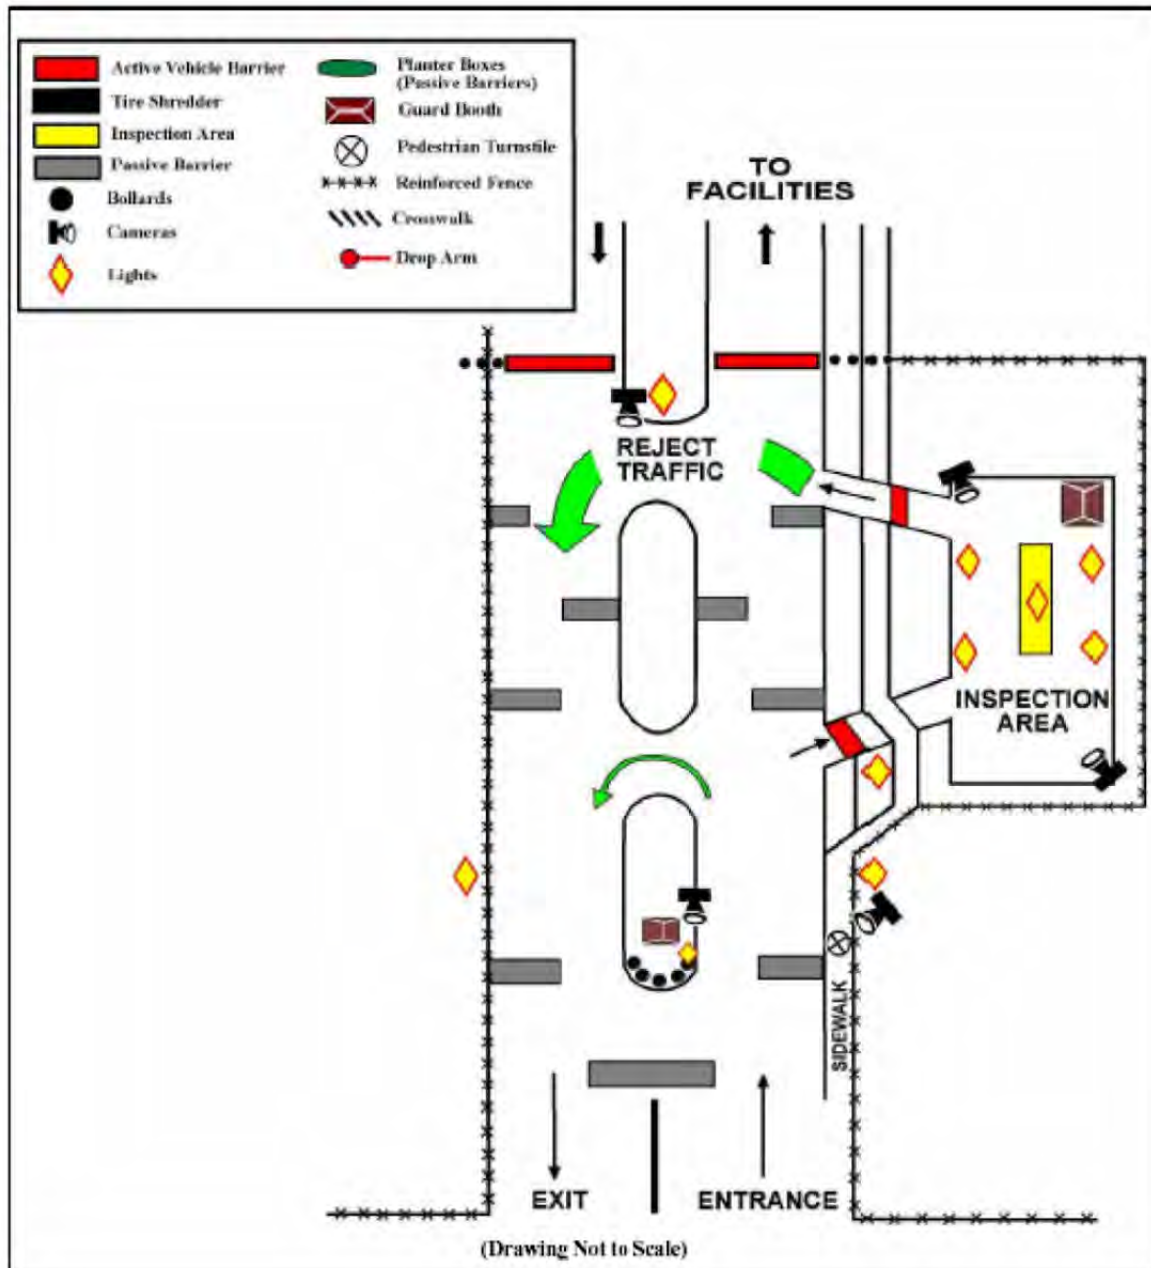 Active Vehicle Barrier
Tire Shredder
Inspection Area
Passive Barrier
Bollards
Cameras
Lights
Planter Boxes
(Passive Barriers)
Guard Booth
Pedestrian Turnstile
Reinforced Fence
Crosswalk
Drop Arm
TO
FACILITIES
REJECT
TRAFFIC
INSPECTION
AREA
SIDEWALK
EXIT
ENTRANCE
(Drawing Not to Scale)